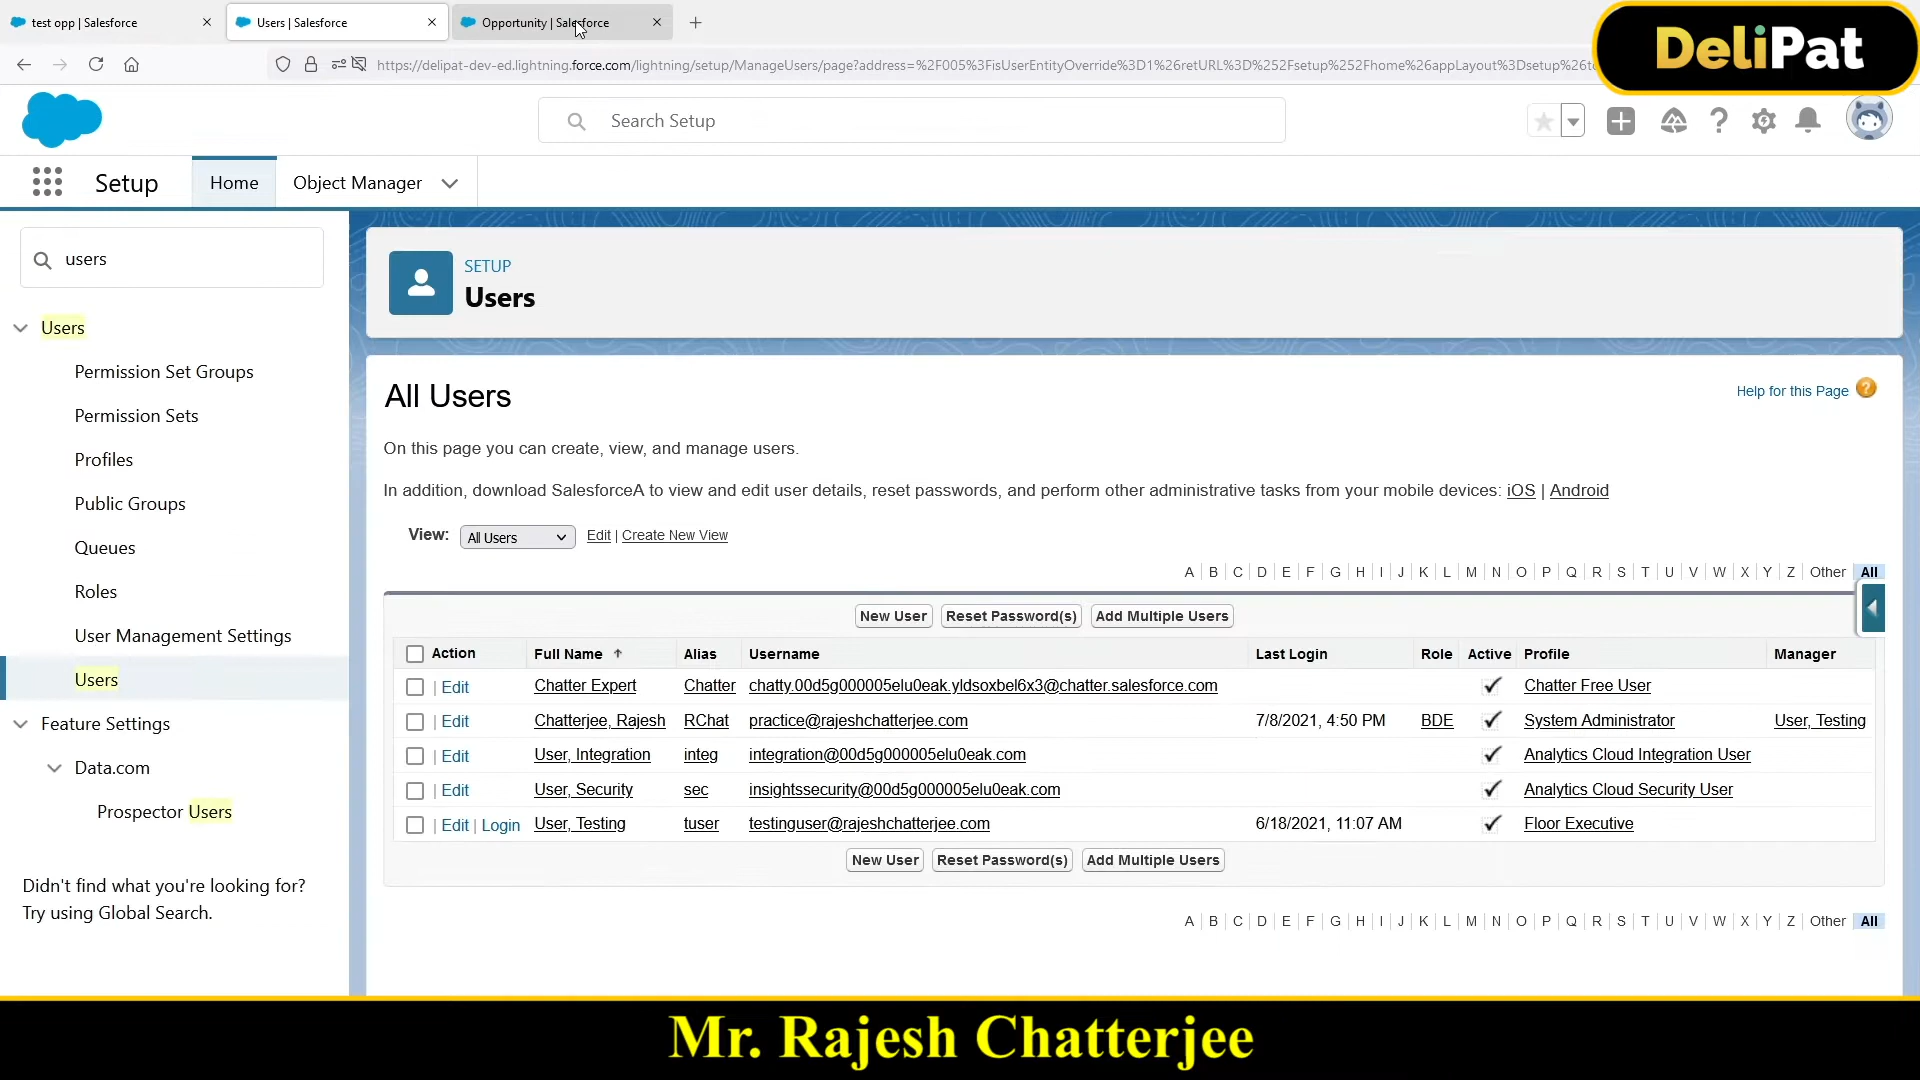 test opp | Salesforce
Users | Salesforce
Opportunity | Salesforce
https://delipat-dev-ed.lightning.force.com/lightning/setup/ManageUsers/page?address=%2F005%3FisUserEntityOverride%3D1%26retURL%3D%252Fsetup%252Fhome%26appLayout%3Dsetup%26t
DeliPat
Search Setup
Setup
Home
Object Manager
users
Users
Permission Set Groups
Permission Sets
Profiles
Public Groups
Queues
Roles
User Management Settings
Users
Feature Settings
Data.com
Prospector Users
Didn't find what you're looking for?
Try using Global Search.
SETUP
Users
All Users
Help for this Page ?
On this page you can create, view, and manage users.
In addition, download SalesforceA to view and edit user details, reset passwords, and perform other administrative tasks from your mobile devices: iOS | Android
View: All Users Edit | Create New View
A | B | C | D | E | F | G | H | I | J | K | L | M | N | O | P | Q | R | S | T | U | V | W | X | Y | Z | Other | All
New User Reset Password(s) Add Multiple Users
Action Full Name Alias Username Last Login Role Active Profile Manager
| Edit Chatter Expert Chatter chatty.00d5g000005elu0eak.yldsoxbel6x3@chatter.salesforce.com Chatter Free User
| Edit Chatterjee, Rajesh RChat practice@rajeshchatterjee.com 7/8/2021, 4:50 PM BDE System Administrator User, Testing
| Edit User, Integration integ integration@00d5g000005elu0eak.com Analytics Cloud Integration User
| Edit User, Security sec insightssecurity@00d5g000005elu0eak.com Analytics Cloud Security User
| Edit | Login User, Testing tuser testinguser@rajeshchatterjee.com 6/18/2021, 11:07 AM Floor Executive
New User Reset Password(s) Add Multiple Users
A | B | C | D | E | F | G | H | I | J | K | L | M | N | O | P | Q | R | S | T | U | V | W | X | Y | Z | Other | All
Mr. Rajesh Chatterjee